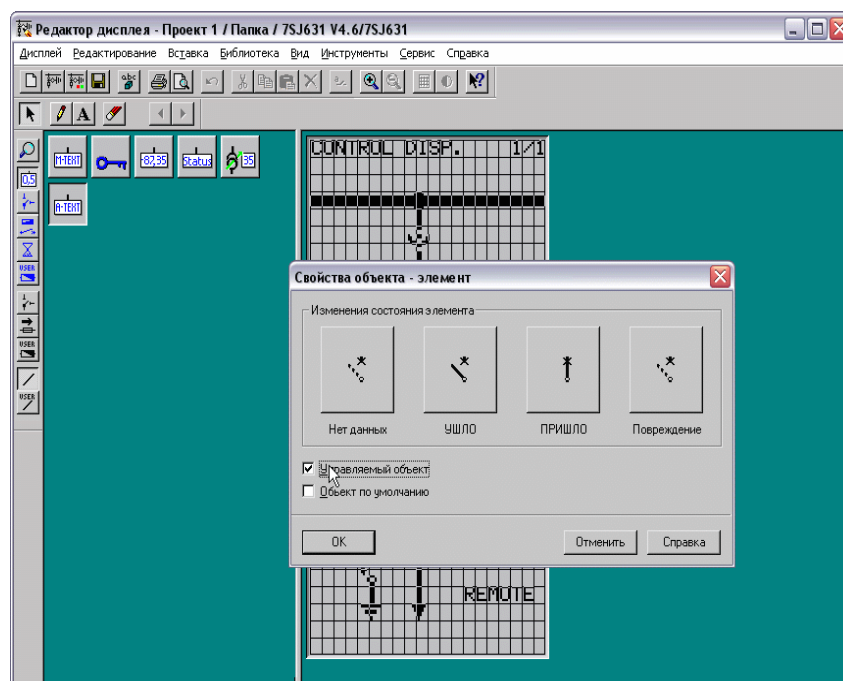 Редактор дисплея - Проект 1 / Папка / 7SJ631 V4.6/7SJ631
Дисплей Редактирование Вставка Библиотека Вид Инструменты Сервис Справка
A
M-TEXT -87,35 Status 35
0,5
A-TEXT
USER
USER
USER
CONTROL DISP. 1/1
Свойства объекта - элемент
Изменения состояния элемента
Нет данных УШЛО ПРИШЛО Повреждение
Управляемый объект
Объект по умолчанию
OK Отменить Справка
REMOTE